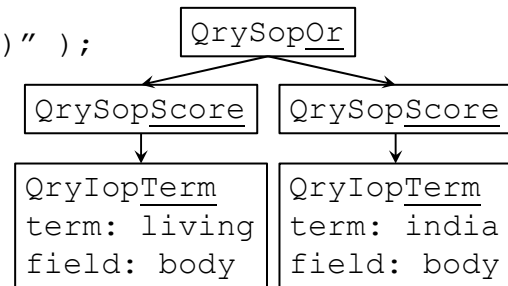 )” );
QrySopOr
QrySopScore
QrySopScore
QryIopTerm
term: living
field: body
QryIopTerm
term: india
field: body